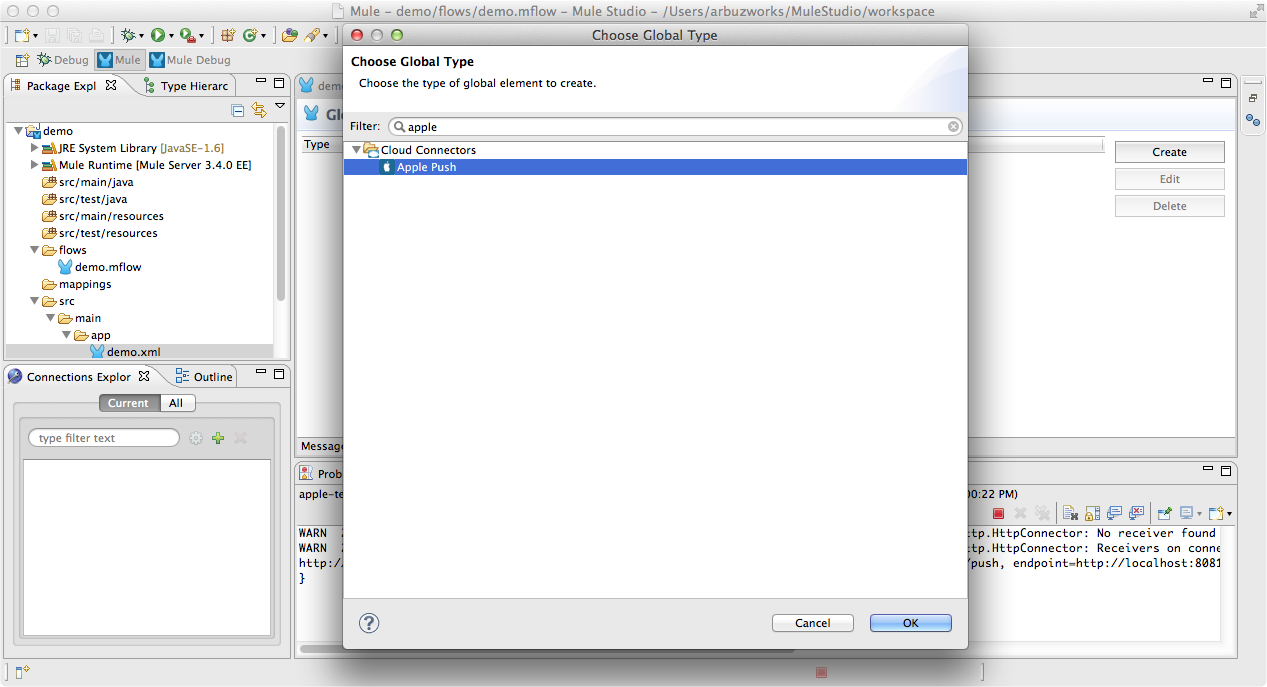 Mule – demo/flows/demo.mflow – Mule Studio – /Users/arbuzworks/MuleStudio/workspace
Debug
Mule
Mule Debug
Package Expl
Type Hierarc
demo
JRE System Library [JavaSE-1.6]
Mule Runtime [Mule Server 3.4.0 EE]
src/main/java
src/test/java
src/main/resources
src/test/resources
flows
demo.mflow
mappings
src
main
app
demo.xml
Connections Explor
Outline
Current
All
type filter text
Choose Global Type
Choose Global Type
Choose the type of global element to create.
Filter:
apple
Cloud Connectors
Apple Push
?
Cancel
OK
Type
Create
Edit
Delete
Messag
Prob
apple-te
00:22 PM)
WARN
ttp.HttpConnector: No receiver found
WARN
ttp.HttpConnector: Receivers on conne
http:/
/push, endpoint=http://localhost:8081
}